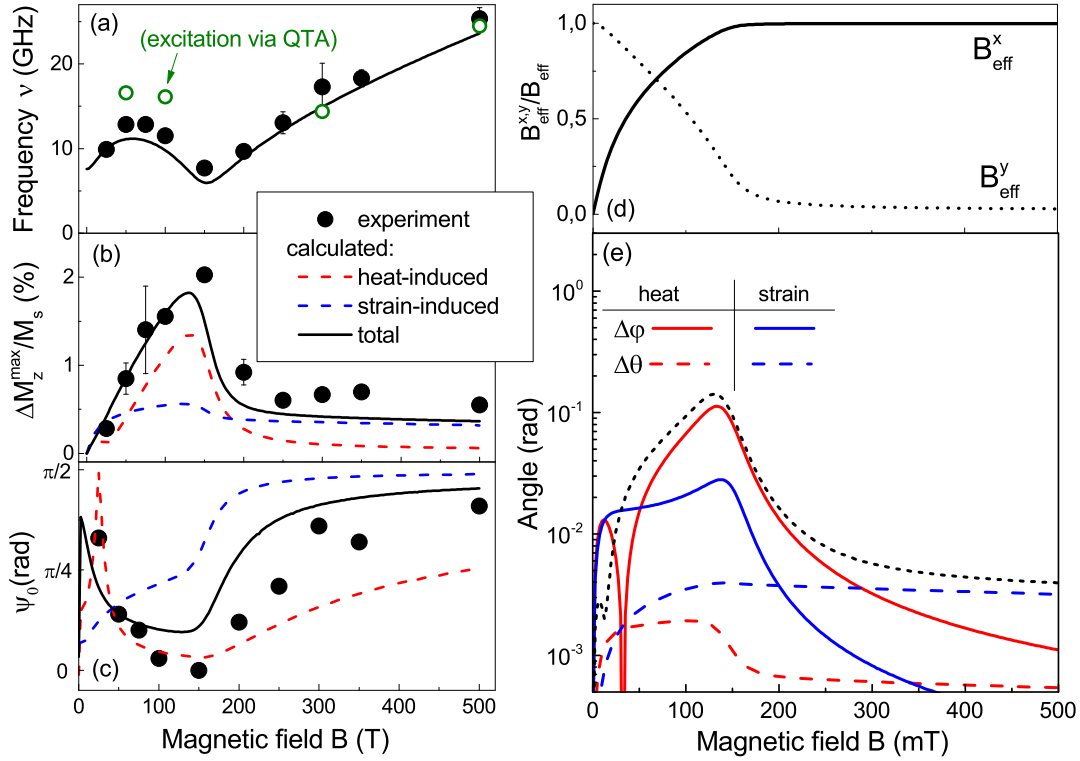 (a)
(excitation via QTA)
Frequency ν (GHz)
20
10
0
experiment
calculated:
heat-induced
strain-induced
total
(b)
ΔM_z^max/M_s (%)
2
1
0
(c)
ψ_0(rad)
π/2
π/4
0
0 100 200 300 400 500
Magnetic field B (T)
B_eff^x,y/B_eff
1,0
0,5
0,0
B_eff^x
B_eff^y
(d)
(e)
heat strain
Δφ
Δθ
Angle (rad)
10^0
10^-1
10^-2
10^-3
0 100 200 300 400 500
Magnetic field B (mT)